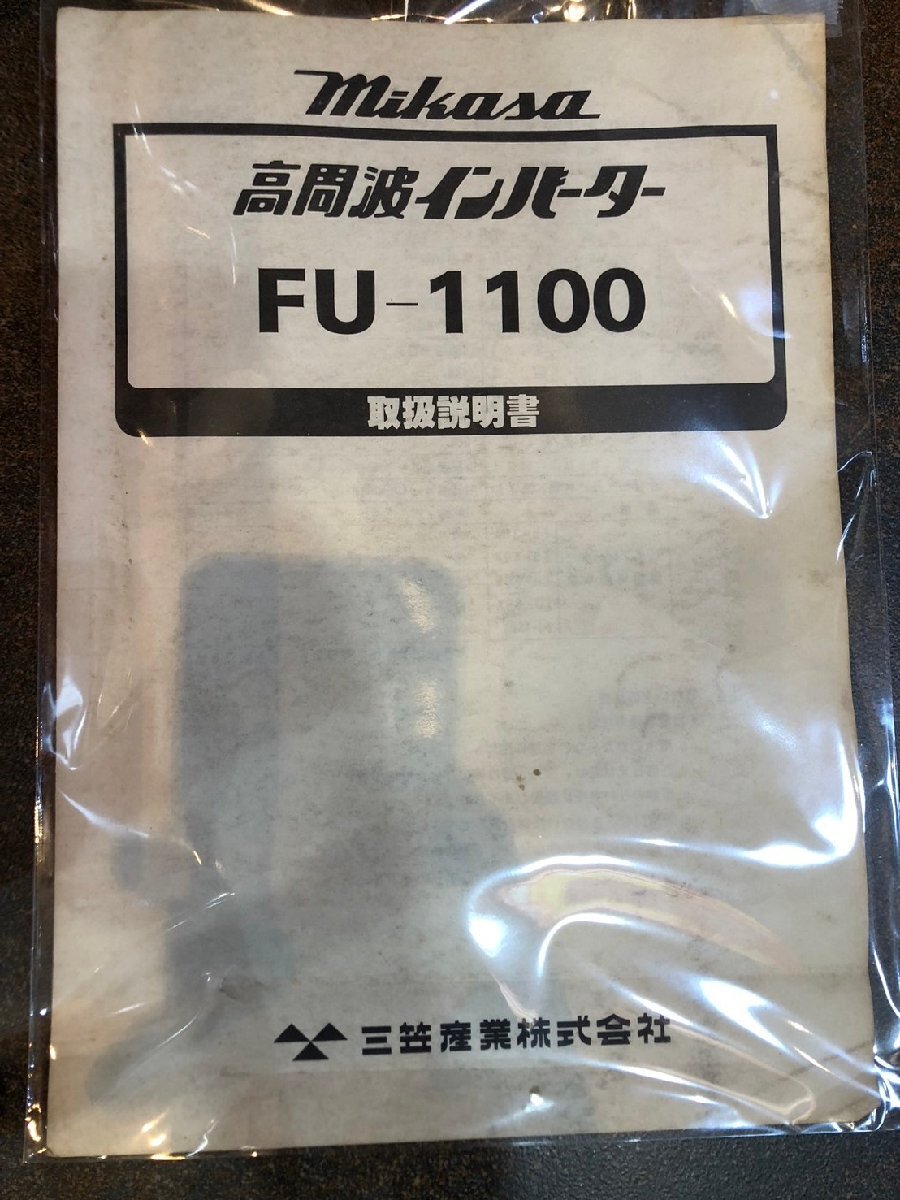 mikasa
高周波インバーター
FU-1100
取扱説明書
三笠産業株式会社